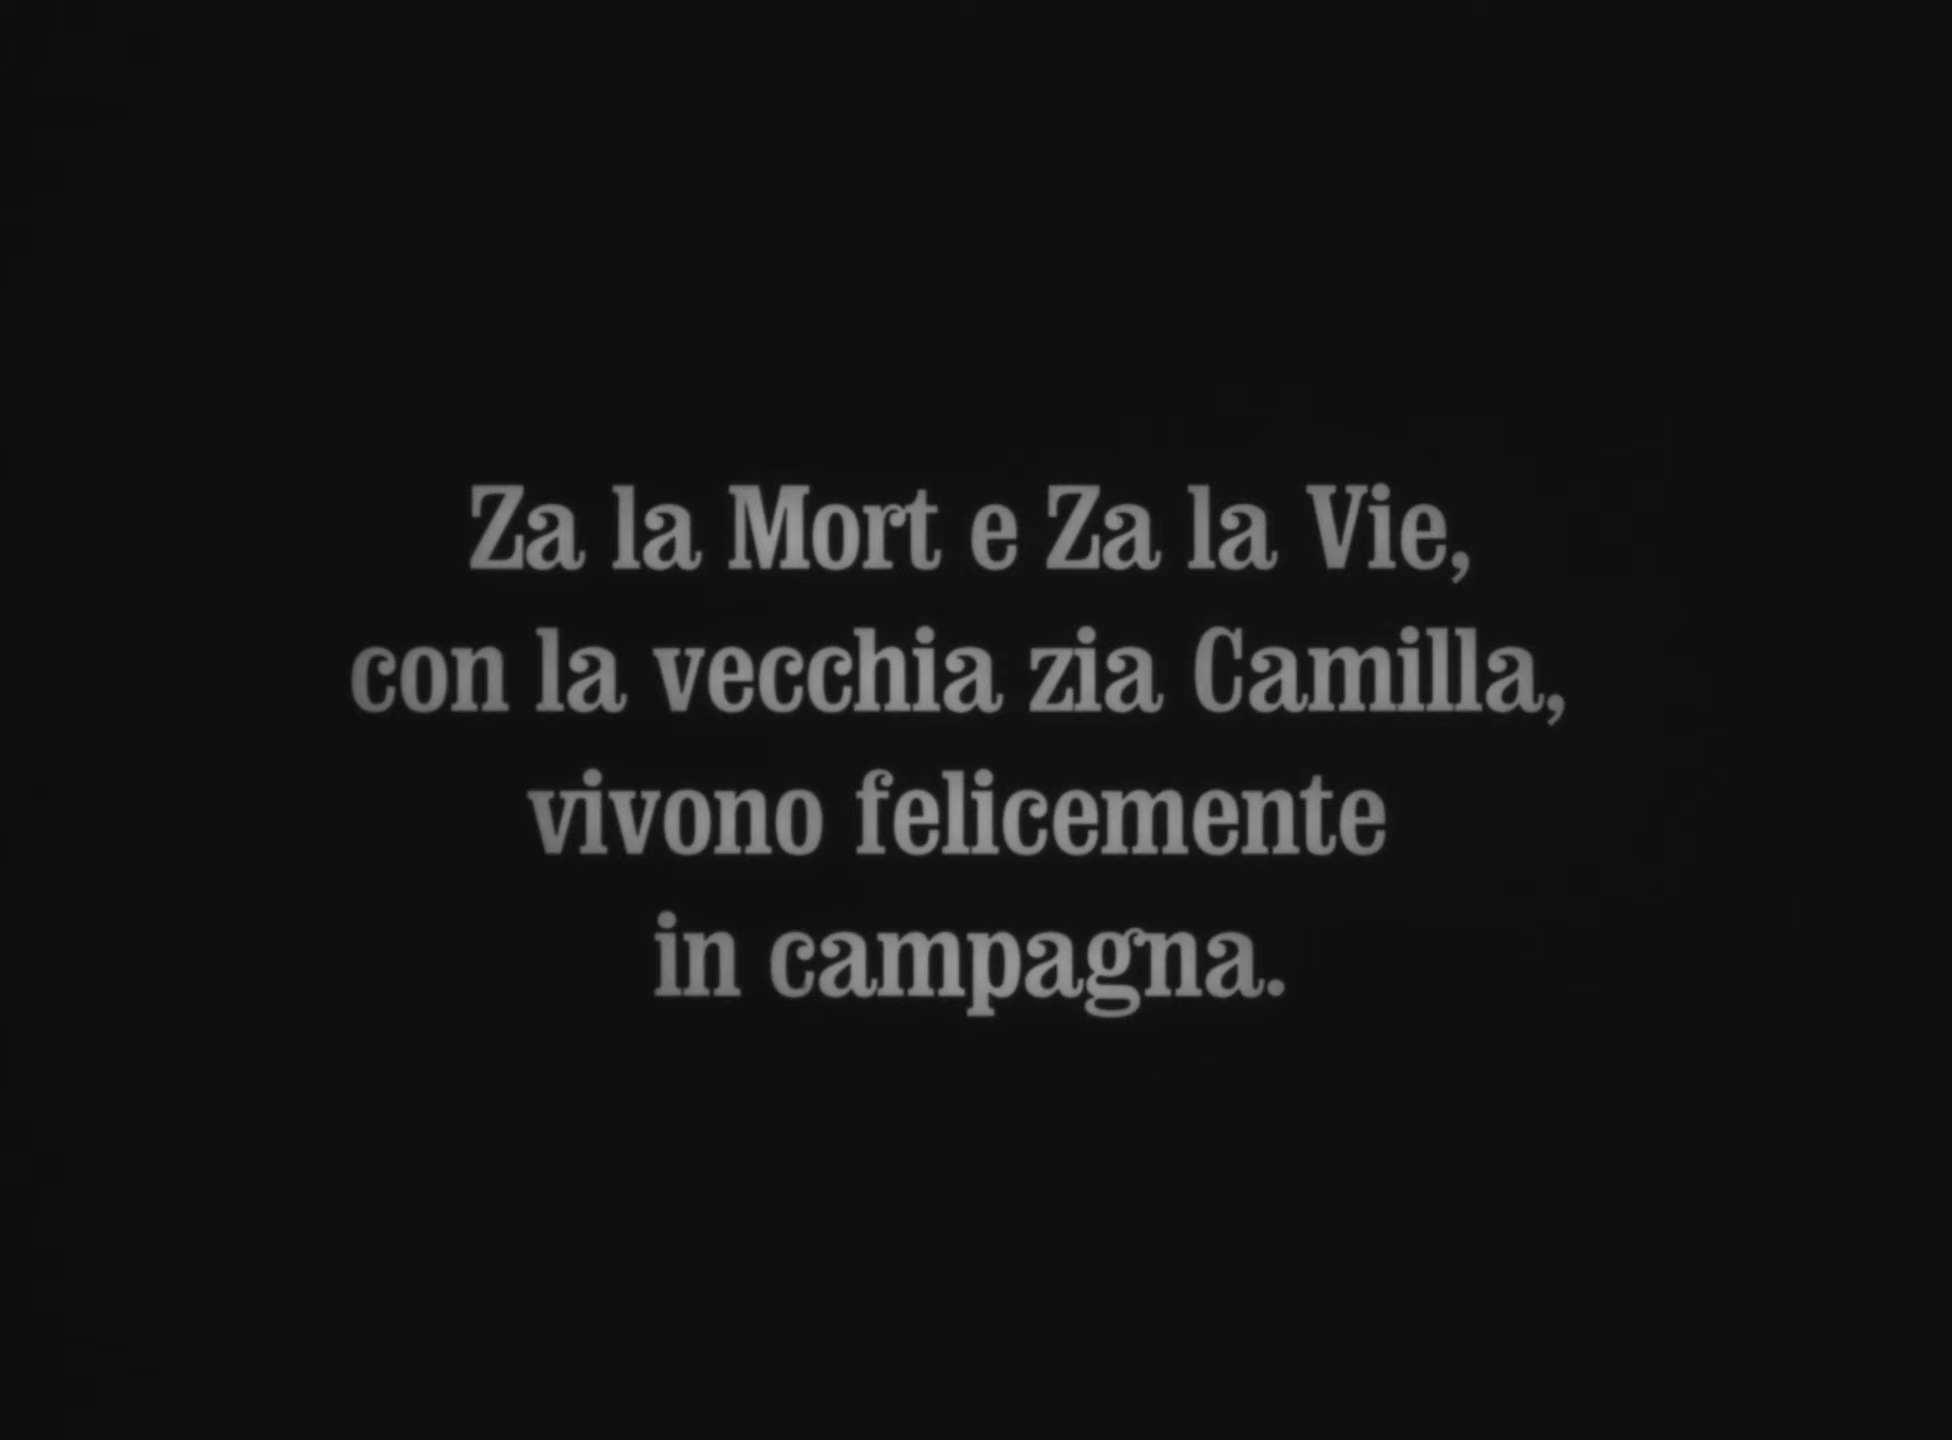 Za la Mort e Za la Vie,
con la vecchia zia Camilla,
vivono felicemente
in campagna.